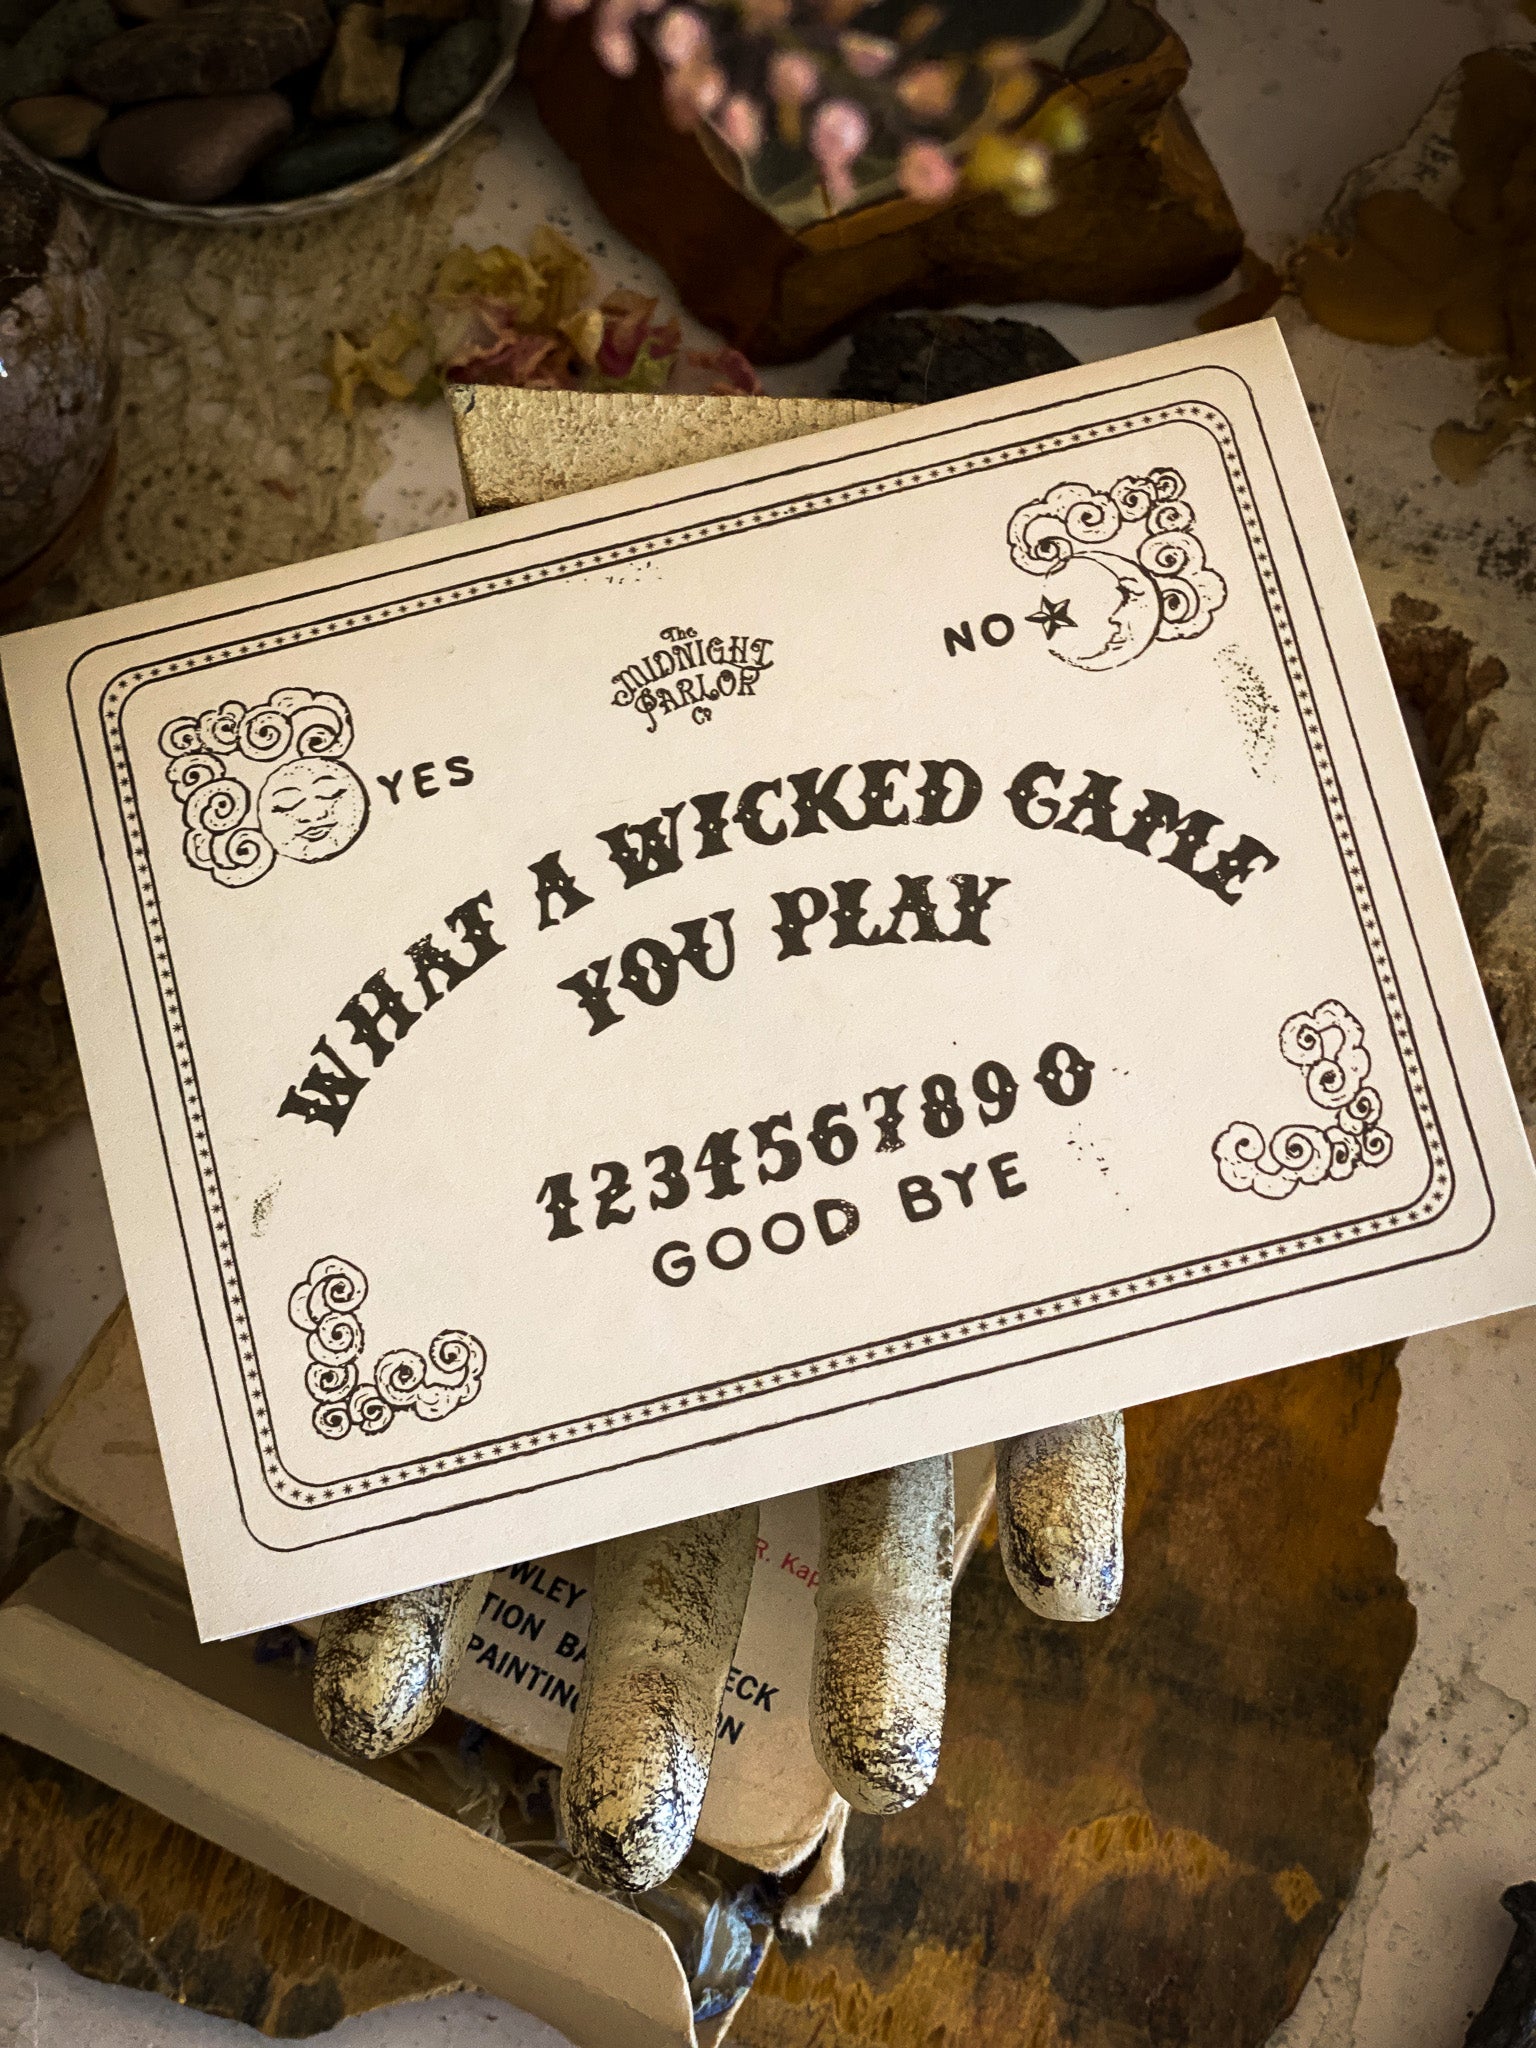 The
MIDNIGHT
PARLOR
Co
YES
NO
WHAT A WICKED GAME
YOU PLAY
1234567890
GOOD BYE
R.